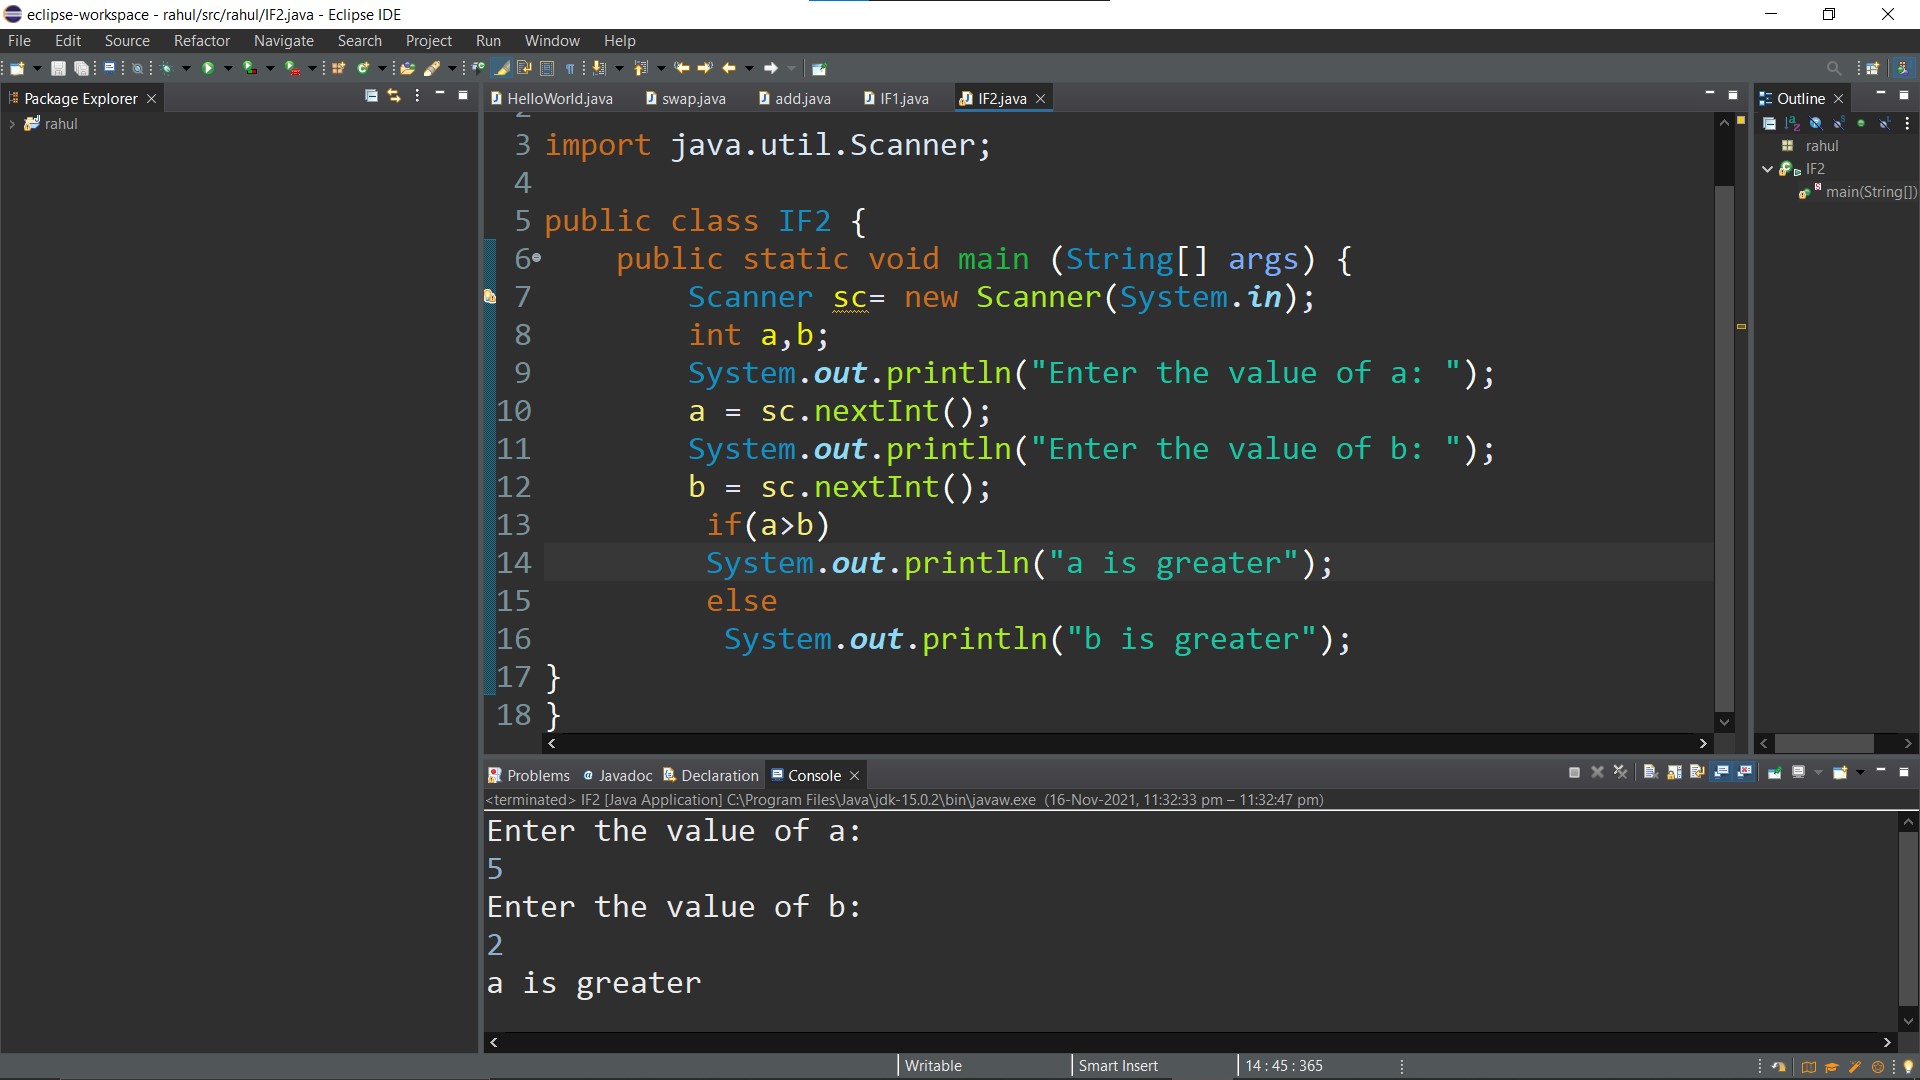 eclipse-workspace - rahul/src/rahul/IF2.java - Eclipse IDE
File Edit Source Refactor Navigate Search Project Run Window Help
Package Explorer
rahul
HelloWorld.java swap.java add.java IF1.java IF2.java
3 import java.util.Scanner;
4
5 public class IF2 {
6 public static void main (String[] args) {
7 Scanner sc= new Scanner(System.in);
8 int a,b;
9 System.out.println("Enter the value of a: ");
10 a = sc.nextInt();
11 System.out.println("Enter the value of b: ");
12 b = sc.nextInt();
13 if(a>b)
14 System.out.println("a is greater");
15 else
16 System.out.println("b is greater");
17 }
18 }
Outline
rahul
IF2
main(String[])
Problems Javadoc Declaration Console
<terminated> IF2 [Java Application] C:\Program Files\Java\jdk-15.0.2\bin\javaw.exe (16-Nov-2021, 11:32:33 pm – 11:32:47 pm)
Enter the value of a:
5
Enter the value of b:
2
a is greater
Writable Smart Insert 14 : 45 : 365